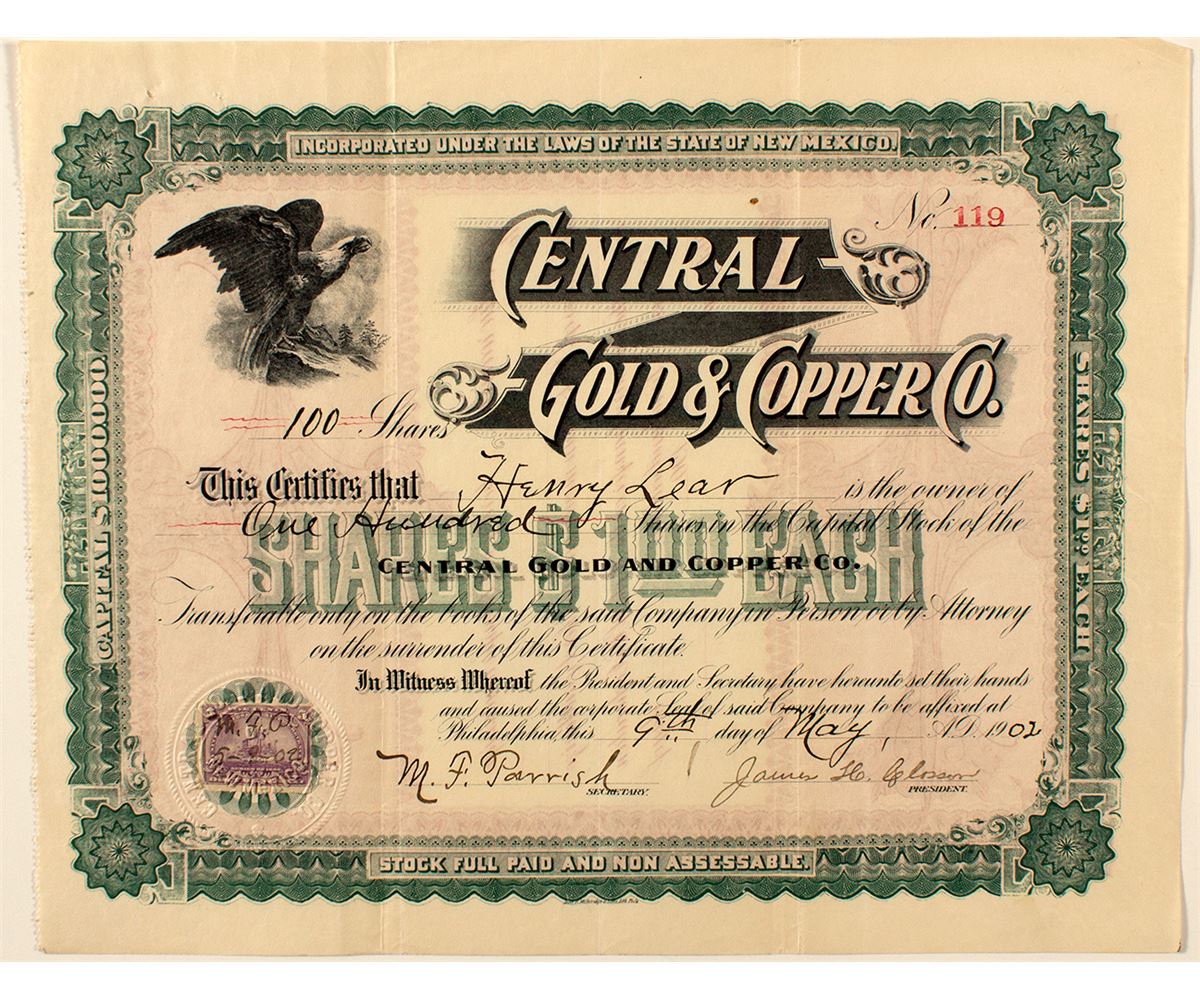 INCORPORATED UNDER THE LAWS OF THE STATE OF NEW MEXICO.
No. 119
CENTRAL
GOLD & COPPER CO.
100 Shares
This Certifies that Henry Lear is the owner of
One Hundred Shares in the Capital Stock of the
SHARES $1.00 EACH
CENTRAL GOLD AND COPPER CO.
Transferable only on the books of the said Company in Person or by Attorney
on the surrender of this Certificate.
In Witness Whereof the President and Secretary have hereunto set their hands
and caused the corporate Seal of said Company to be affixed at
Philadelphia, this 9th day of May, A.D. 1902
M. F. Parrish
SECRETARY.
James H. Closson
PRESIDENT.
CAPITAL $1000000.00
SHARES $1.00 EACH
STOCK FULL PAID AND NON ASSESSABLE.